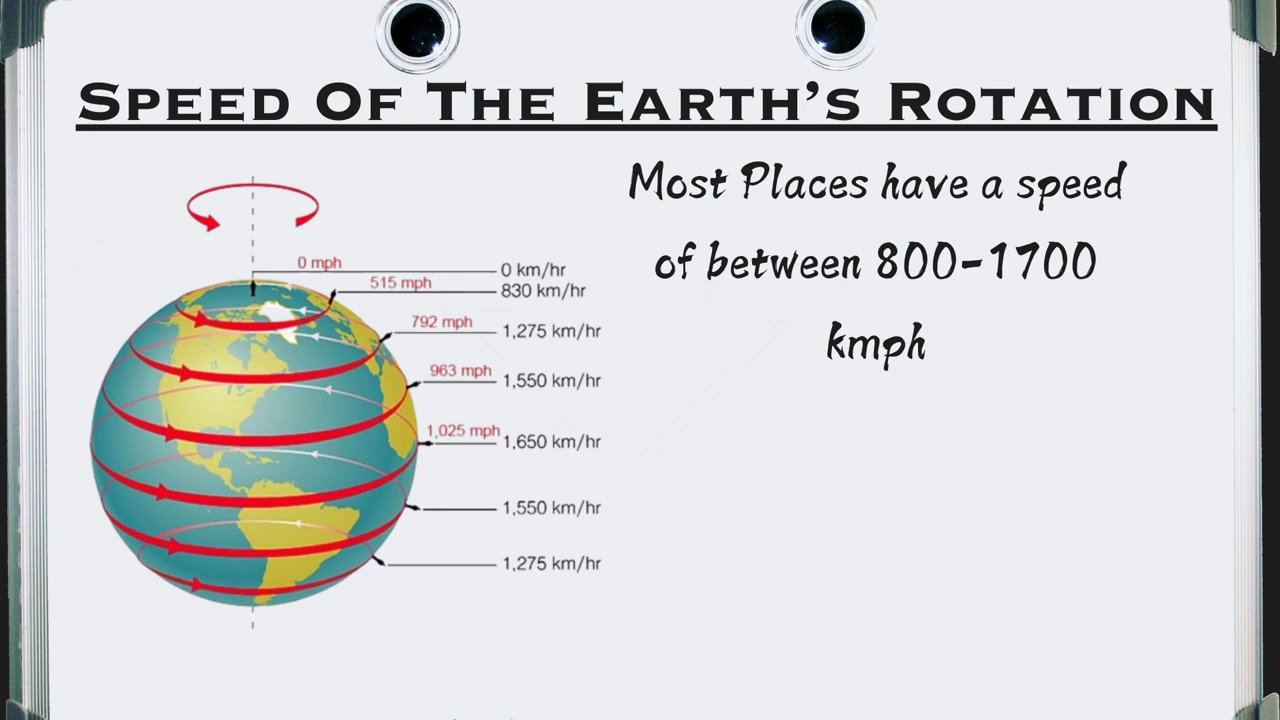 SPEED OF THE EARTH'S ROTATION
Most Places have a speed
of between 800-1700
kmph
0 mph
0 km/hr
515 mph
830 km/hr
792 mph
1,275 km/hr
963 mph
1,550 km/hr
1,025 mph
1,650 km/hr
1,550 km/hr
1,275 km/hr